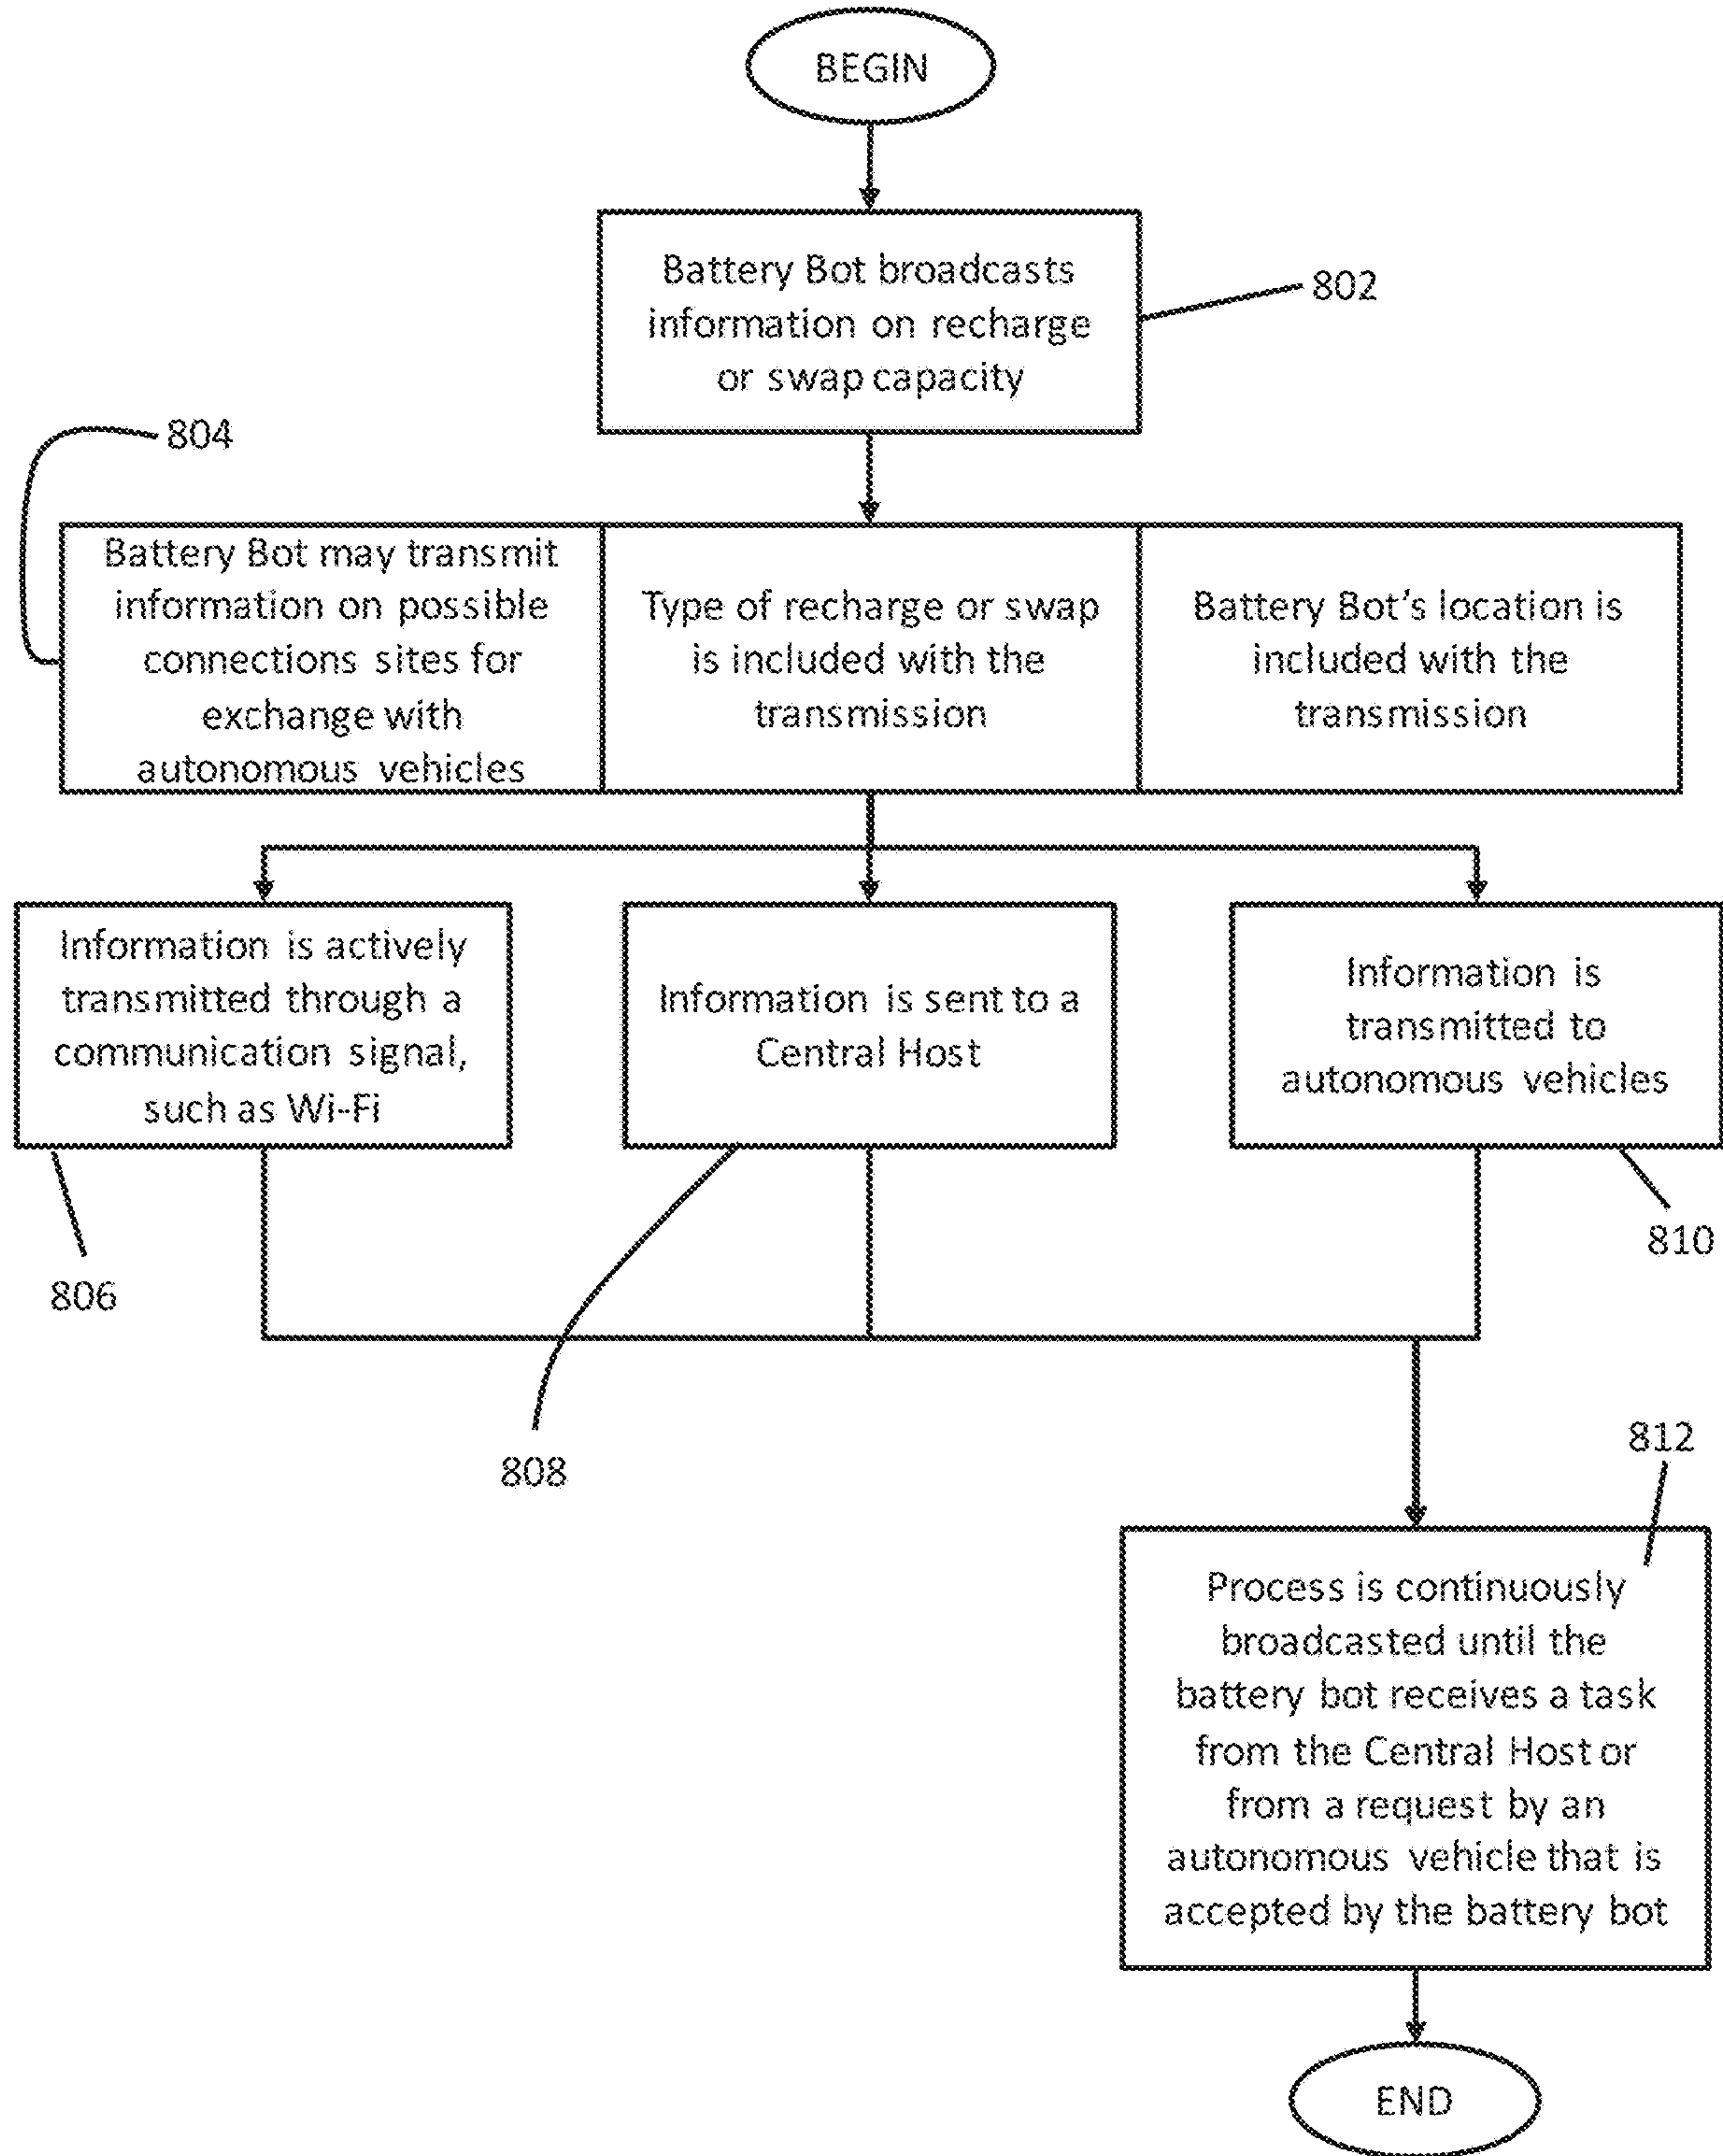 BEGIN
Battery Bot broadcasts
information on recharge
or swap capacity
802
804
Battery Bot may transmit
information on possible
connections sites for
exchange with
autonomous vehicles
Type of recharge or swap
is included with the
transmission
Battery Bot's location is
included with the
transmission
Information is actively
transmitted through a
communication signal,
such as Wi-Fi
Information is sent to a
Central Host
Information is
transmitted to
autonomous vehicles
806
808
810
812
Process is continuously
broadcasted until the
battery bot receives a task
from the Central Host or
from a request by an
autonomous vehicle that is
accepted by the battery bot
END